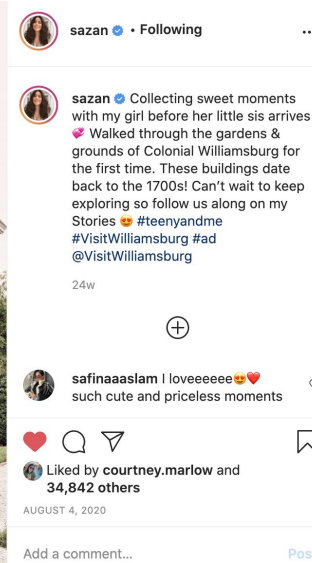 sazan • Following
sazan Collecting sweet moments
with my girl before her little sis arrives
💞 Walked through the gardens &
grounds of Colonial Williamsburg for
the first time. These buildings date
back to the 1700s! Can’t wait to keep
exploring so follow us along on my
Stories 😍 #teenyandme
#VisitWilliamsburg #ad
@VisitWilliamsburg
24w
safinaaaslam I loveeeeee😍❤️
such cute and priceless moments
Liked by courtney.marlow and
34,842 others
AUGUST 4, 2020
Add a comment...
Pos